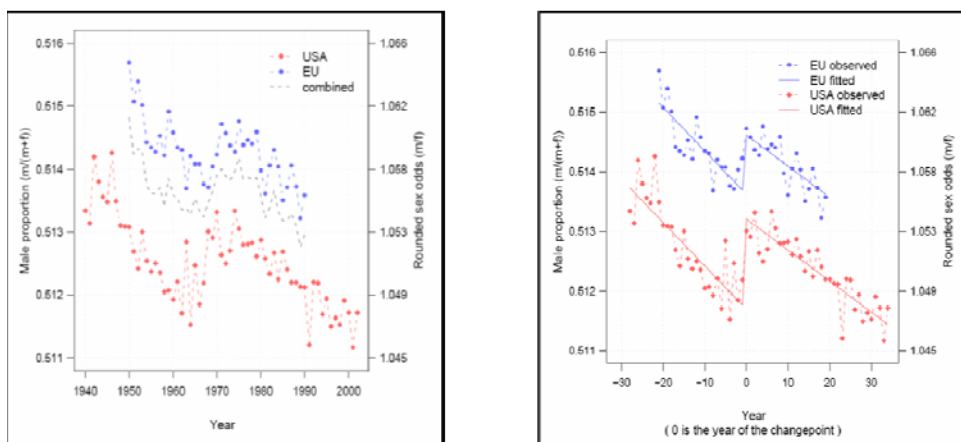 0.516
0.515
0.514
0.513
0.512
0.511
Male proportion (m/(m+f))
USA
EU
combined
1.066
1.062
1.058
1.053
1.049
1.045
Rounded sex odds (m/f)
1940 1950 1960 1970 1980 1990 2000
Year
0.516
0.515
0.514
0.513
0.512
0.511
Male proportion (m/(m+f))
EU observed
EU fitted
USA observed
USA fitted
1.066
1.062
1.057
1.053
1.048
1.045
Rounded sex odds (m/f)
−30 −20 −10 0 10 20 30
Year
( 0 is the year of the changepoint )